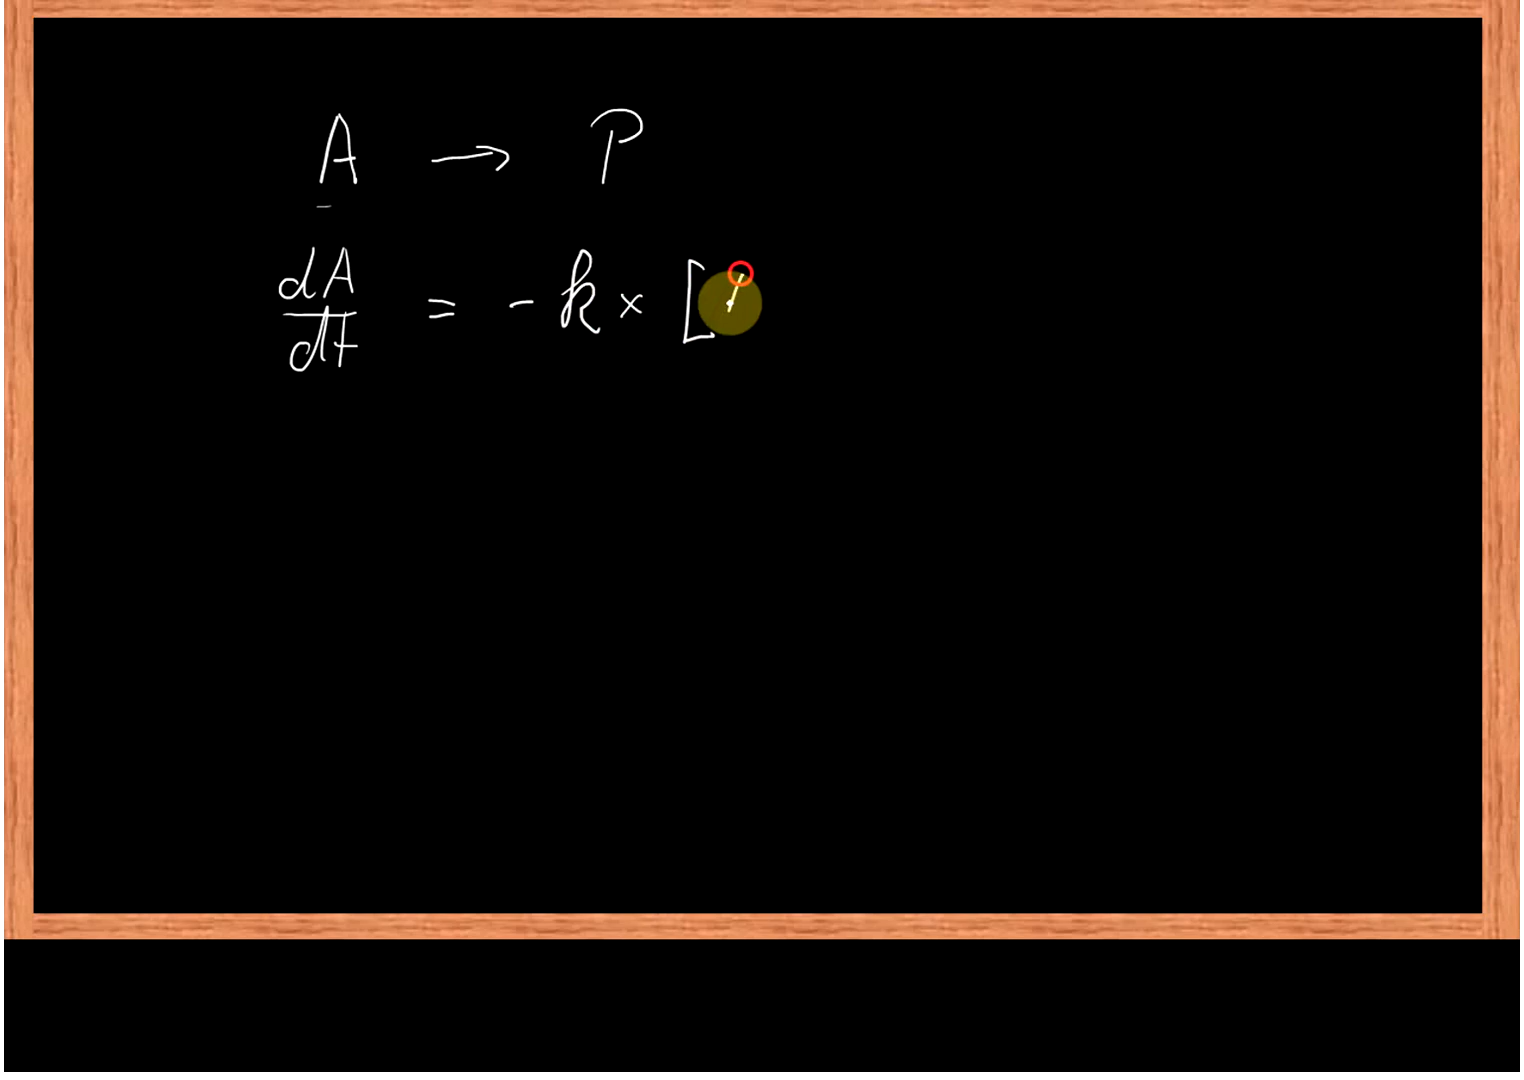 A → P
dA/dt = - k × [